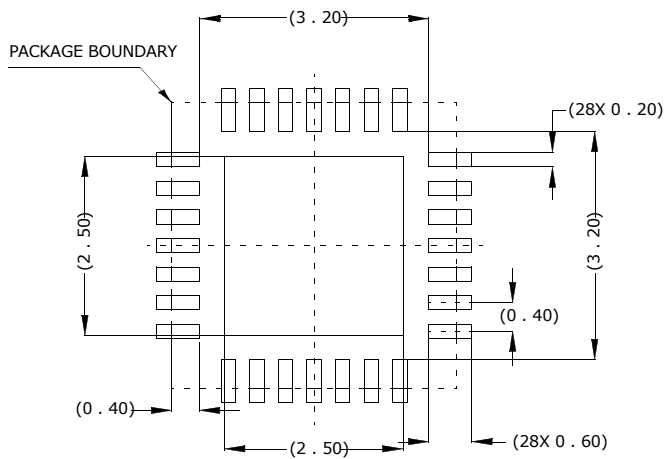 (3 . 20)
PACKAGE BOUNDARY
(28X 0 . 20)
(2 . 50)
(3 . 20)
(0 . 40)
(0 . 40)
(2 . 50)
(28X 0 . 60)